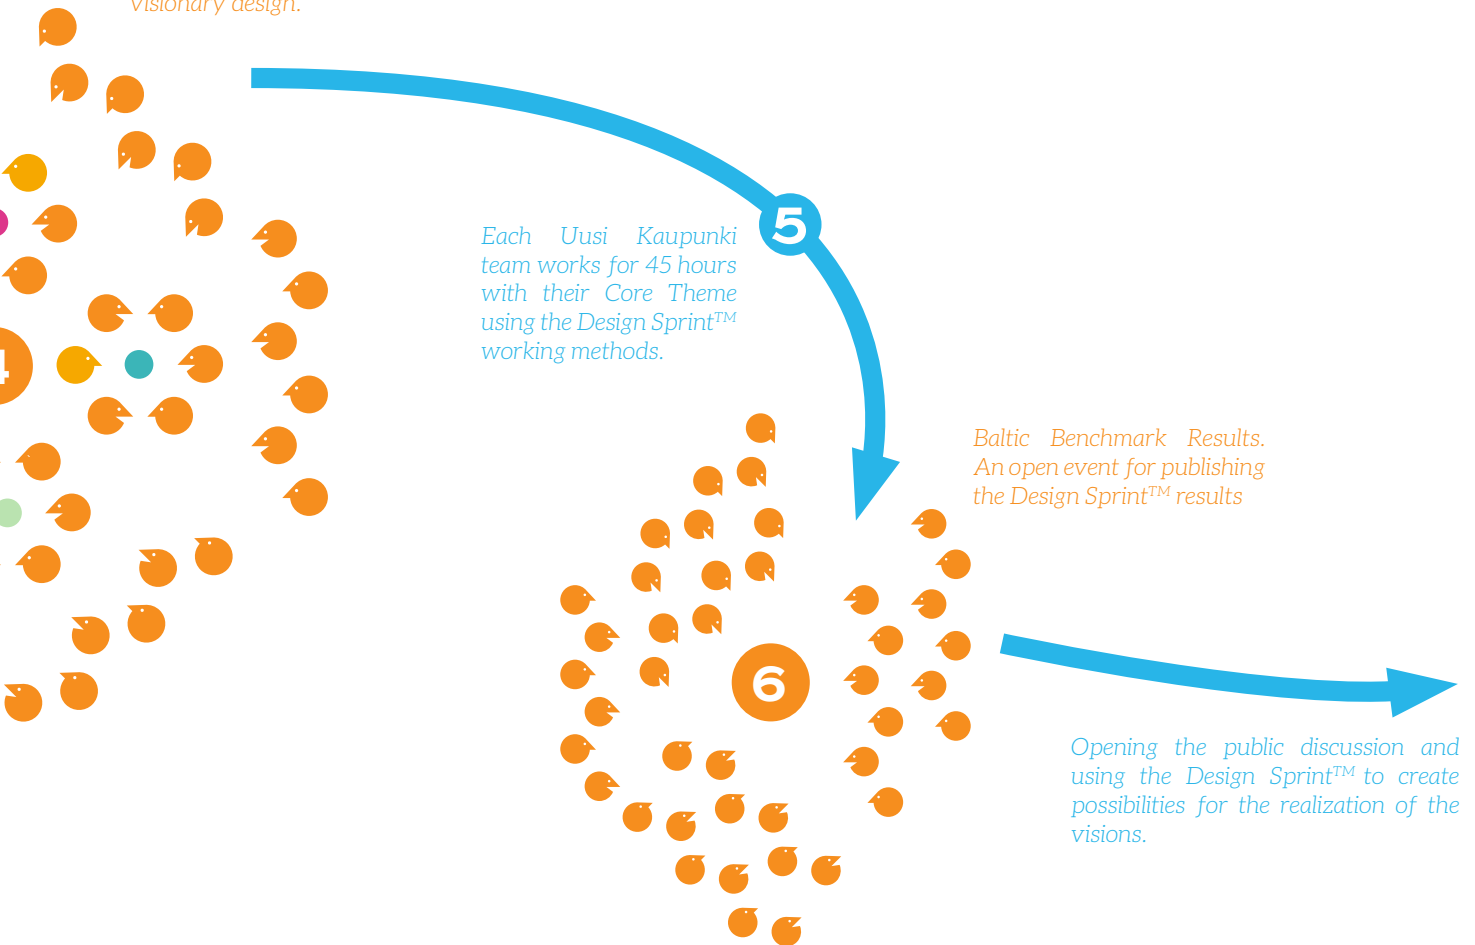 visionary design.
5
Each Uusi Kaupunki
team works for 45 hours
with their Core Theme
using the Design Sprint™
working methods.
4
Baltic Benchmark Results.
An open event for publishing
the Design Sprint™ results
6
Opening the public discussion and
using the Design Sprint™ to create
possibilities for the realization of the
visions.